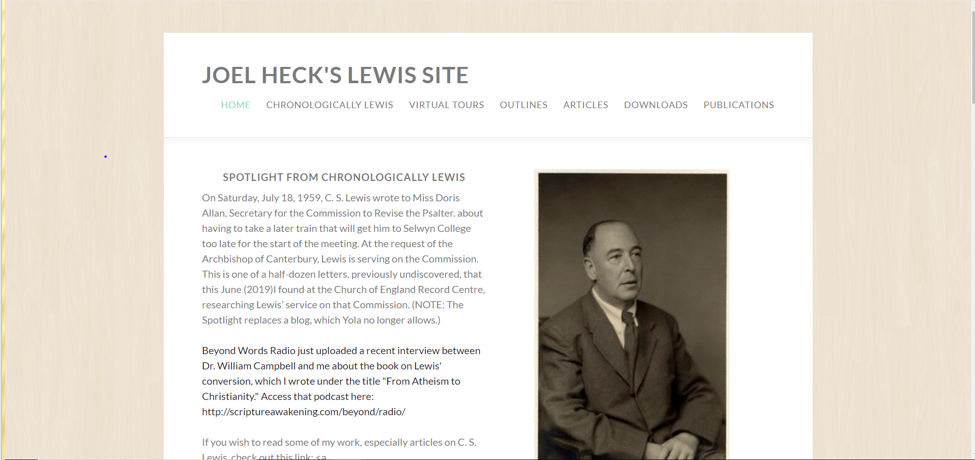 JOEL HECK'S LEWIS SITE
HOME CHRONOLOGICALLY LEWIS VIRTUAL TOURS OUTLINES ARTICLES DOWNLOADS PUBLICATIONS
SPOTLIGHT FROM CHRONOLOGICALLY LEWIS
On Saturday, July 18, 1959, C. S. Lewis wrote to Miss Doris
Allan, Secretary for the Commission to Revise the Psalter. about
having to take a later train that will get him to Selwyn College
too late for the start of the meeting. At the request of the
Archbishop of Canterbury, Lewis is serving on the Commission.
This is one of a half-dozen letters, previously undiscovered, that
this June (2019)I found at the Church of England Record Centre,
researching Lewis' service on that Commission. (NOTE: The
Spotlight replaces a blog, which Yola no longer allows.)
Beyond Words Radio just uploaded a recent interview between
Dr. William Campbell and me about the book on Lewis'
conversion, which I wrote under the title "From Atheism to
Christianity." Access that podcast here:
http://scriptureawakening.com/beyond/radio/
If you wish to read some of my work, especially articles on C. S.
Lewis, check out this link: <a